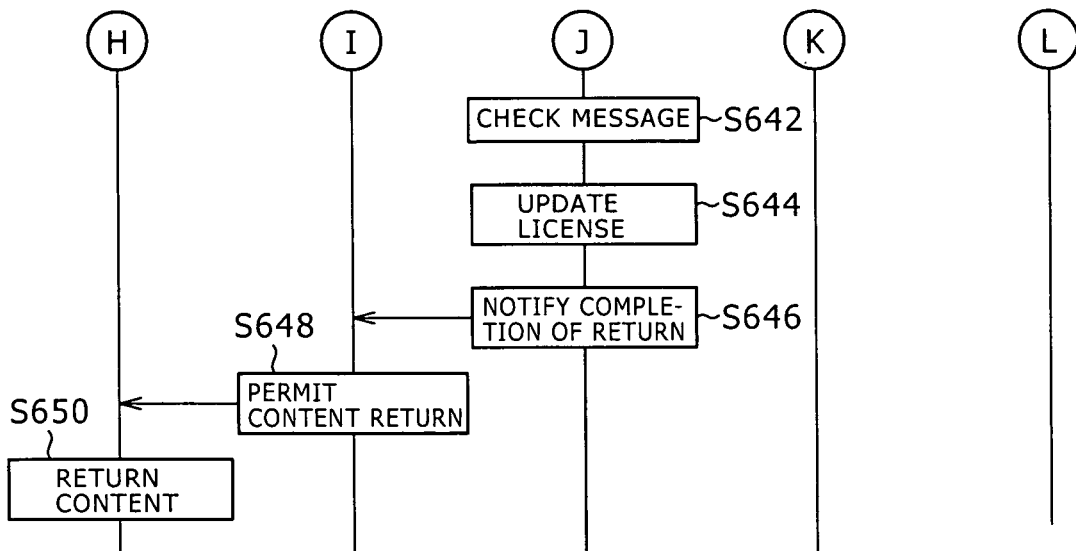 H I J K L
CHECK MESSAGE S642
UPDATE
LICENSE
S644
NOTIFY COMPLE-
TION OF RETURN
S646
S648
PERMIT
CONTENT RETURN
S650
RETURN
CONTENT